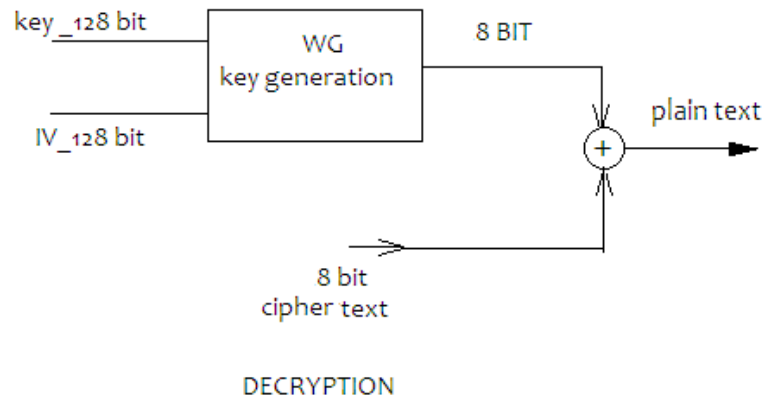 key _128 bit
WG
key generation
8 BIT
IV_128 bit
plain text
+
8 bit
cipher text
DECRYPTION